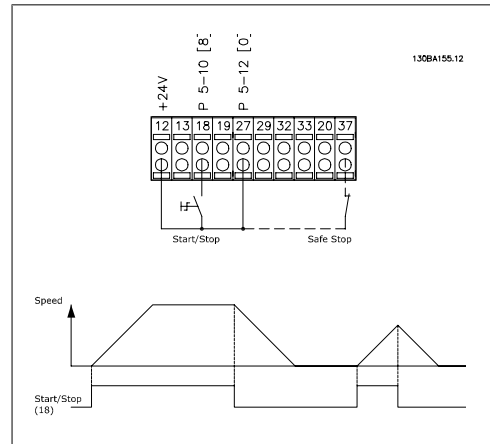 130BA155.12
+24V
P 5-10 [8]
P 5-12 [0]
12 13 18 19 27 29 32 33 20 37
Start/Stop Safe Stop
Speed
Start/Stop
(18)